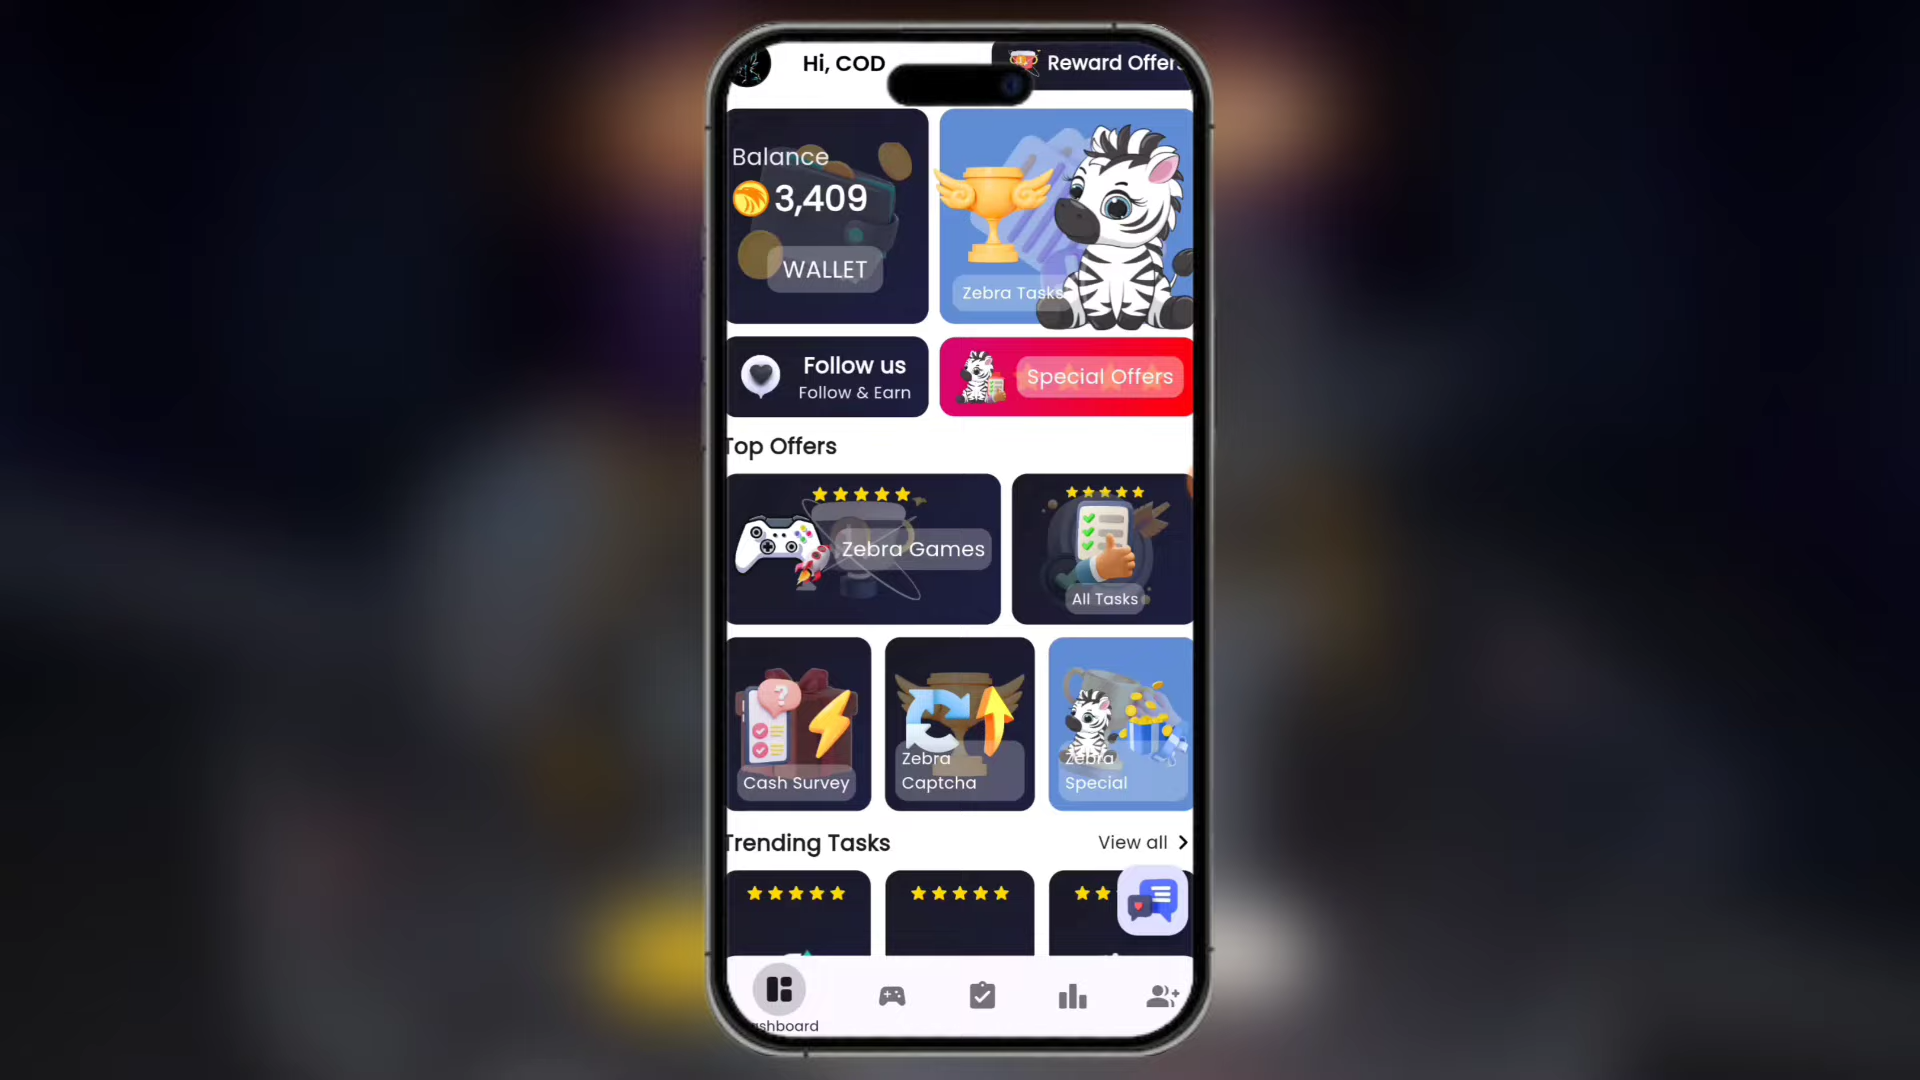 Hi, COD
Reward Offers
Balance
3,409
WALLET
Zebra Tasks
Follow us
Follow & Earn
Special Offers
Top Offers
Zebra Games
All Tasks
Cash Survey
Zebra
Captcha
Zebra
Special
Trending Tasks
View all
shboard